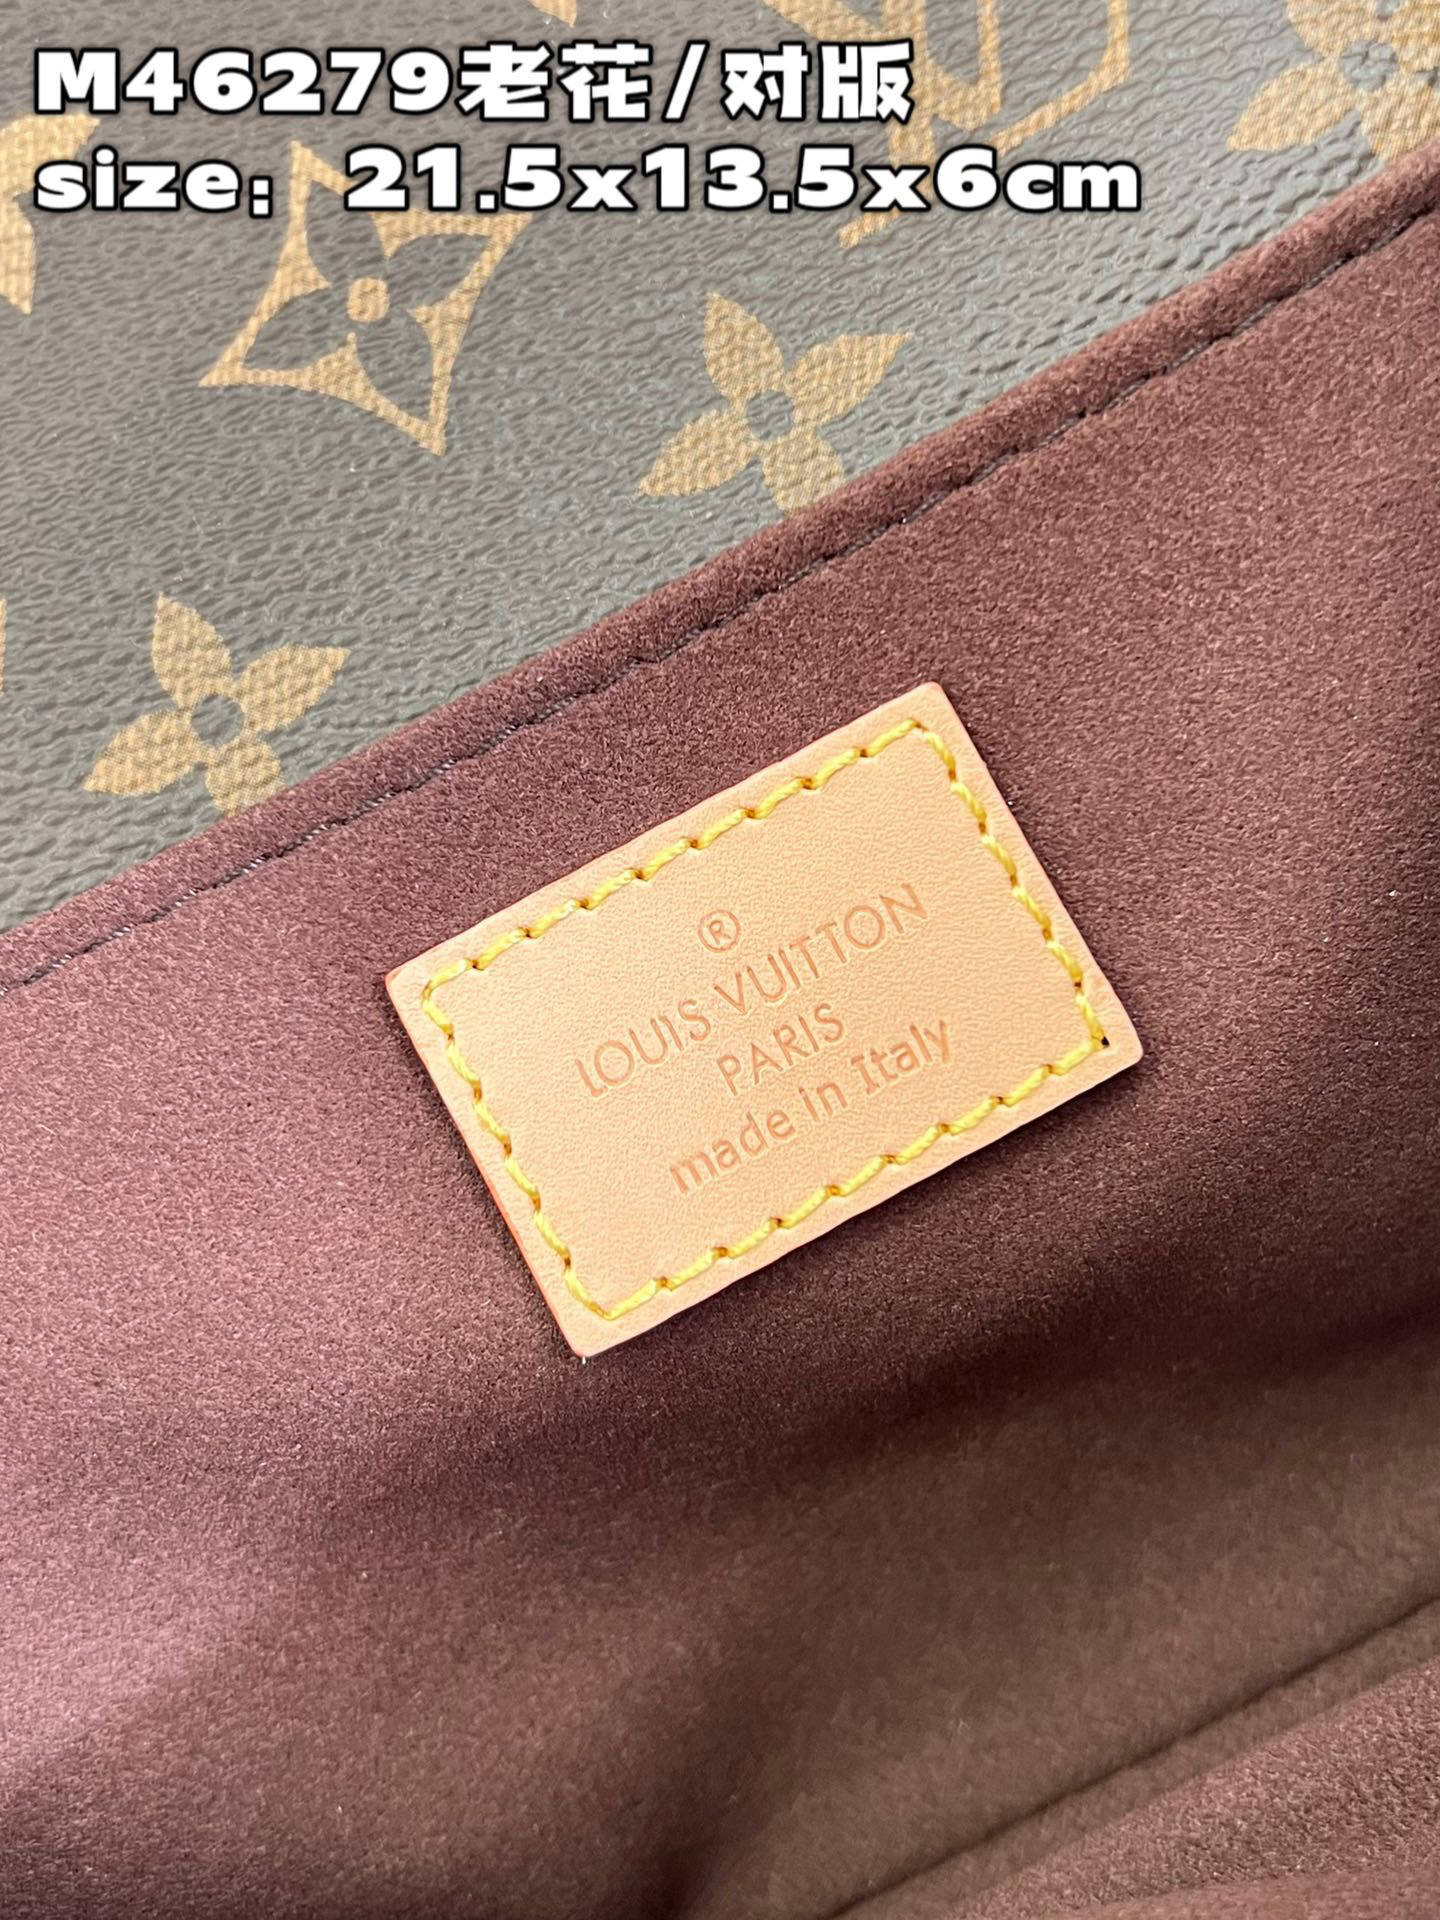 M46279老花/对版
size：21.5x13.5x6cm
®
LOUIS VUITTON
PARIS
made in Italy